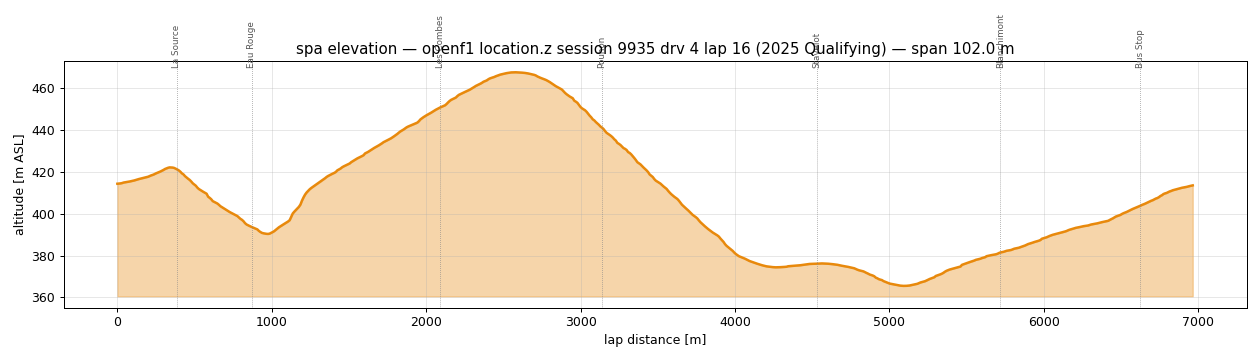 La Source
Eau Rouge
Les Combes
Pouhon
Stavelot
Blanchimont
Bus Stop
spa elevation — openf1 location.z session 9935 drv 4 lap 16 (2025 Qualifying) — span 102.0 m
altitude [m ASL]
460
440
420
400
380
360
0 1000 2000 3000 4000 5000 6000 7000
lap distance [m]